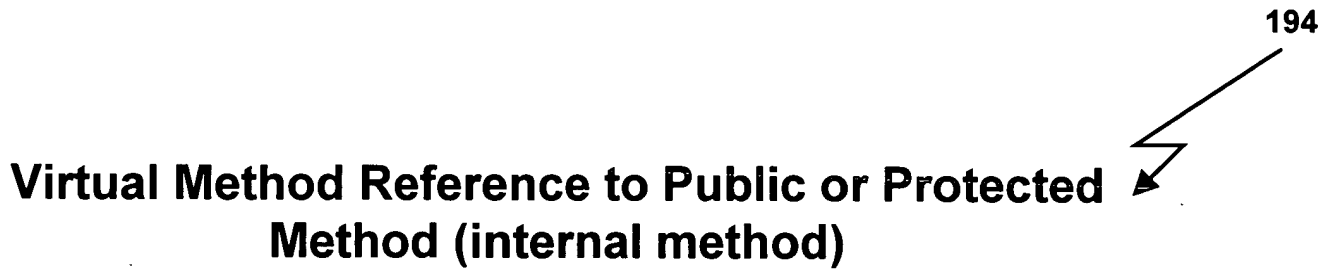 194
Virtual Method Reference to Public or Protected
Method (internal method)